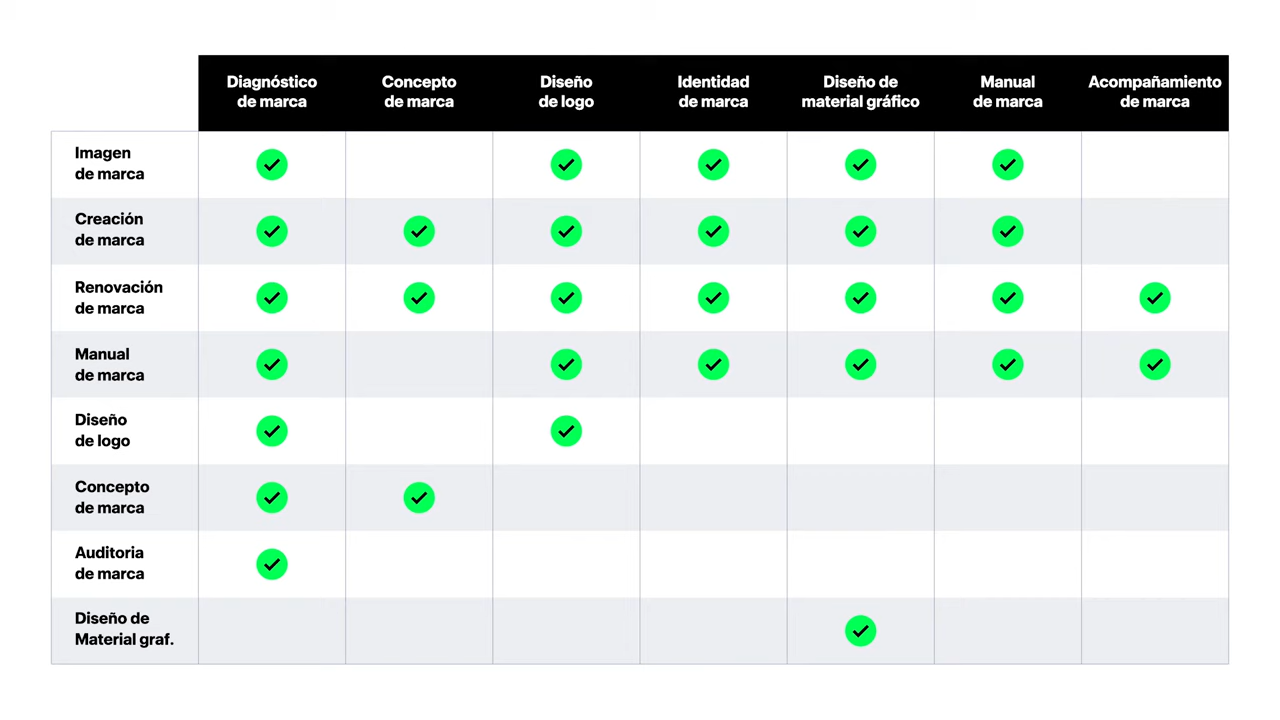 Diagnóstico
de marca
Concepto
de marca
Diseño
de logo
Identidad
de marca
Diseño de
material gráfico
Manual
de marca
Acompañamiento
de marca
Imagen
de marca
Creación
de marca
Renovación
de marca
Manual
de marca
Diseño
de logo
Concepto
de marca
Auditoria
de marca
Diseño de
Material graf.